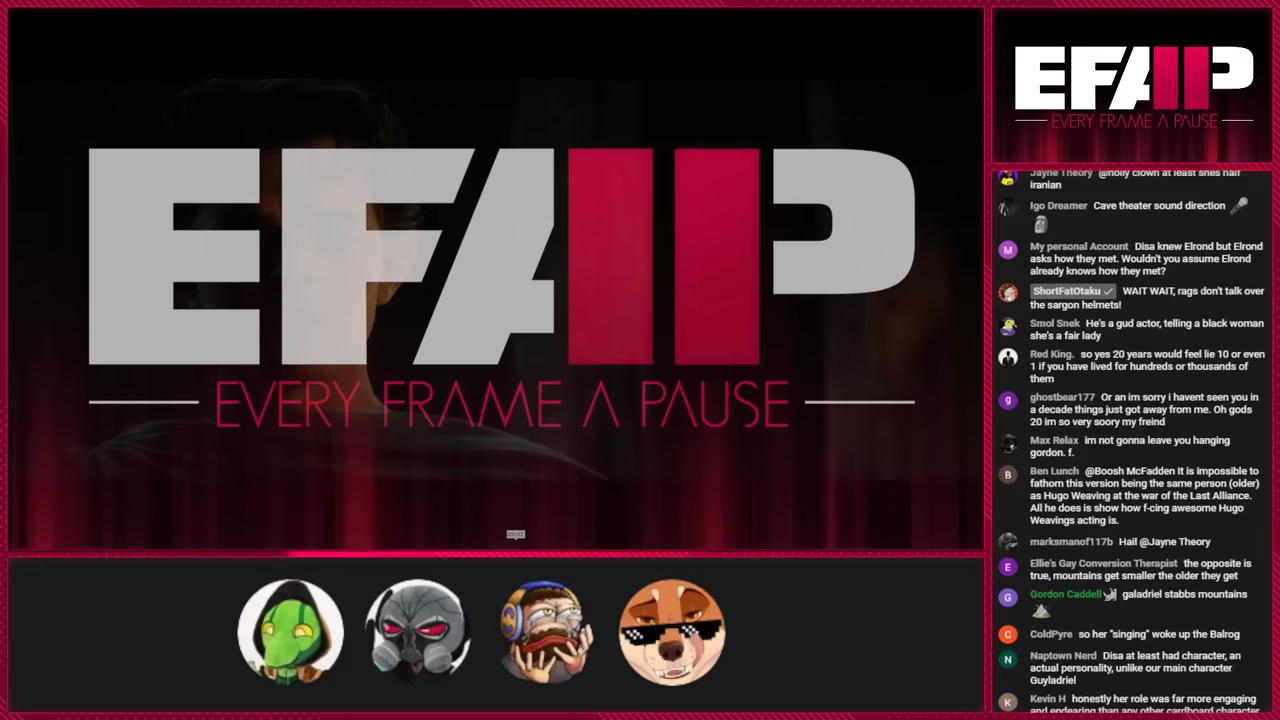 EFAP
EVERY FRAME A PAUSE
EFAP
EVERY FRAME A PAUSE
Jayne Theory @holly clown at least shes half
iranian
Igo Dreamer Cave theater sound direction
My personal Account Disa knew Elrond but Elrond
asks how they met. Wouldn't you assume Elrond
already knows how they met?
ShortFatOtaku WAIT WAIT, rags don't talk over
the sargon helmets!
Smol Snek He's a gud actor, telling a black woman
she's a fair lady
Red King. so yes 20 years would feel lie 10 or even
1 if you have lived for hundreds or thousands of
them
ghostbear177 Or an im sorry i havent seen you in
a decade things just got away from me. Oh gods
20 im so very soory my freind
Max Relax im not gonna leave you hanging
gordon. f.
Ben Lunch @Boosh McFadden It is impossible to
fathom this version being the same person (older)
as Hugo Weaving at the war of the Last Alliance.
All he does is show how f-cing awesome Hugo
Weavings acting is.
marksmanof117b Hail @Jayne Theory
Ellie's Gay Conversion Therapist the opposite is
true, mountains get smaller the older they get
Gordon Caddell galadriel stabbs mountains
ColdPyre so her "singing" woke up the Balrog
Naptown Nerd Disa at least had character, an
actual personality, unlike our main character
Guyladriel
Kevin H honestly her role was far more engaging
and endearing than any other cardboard character